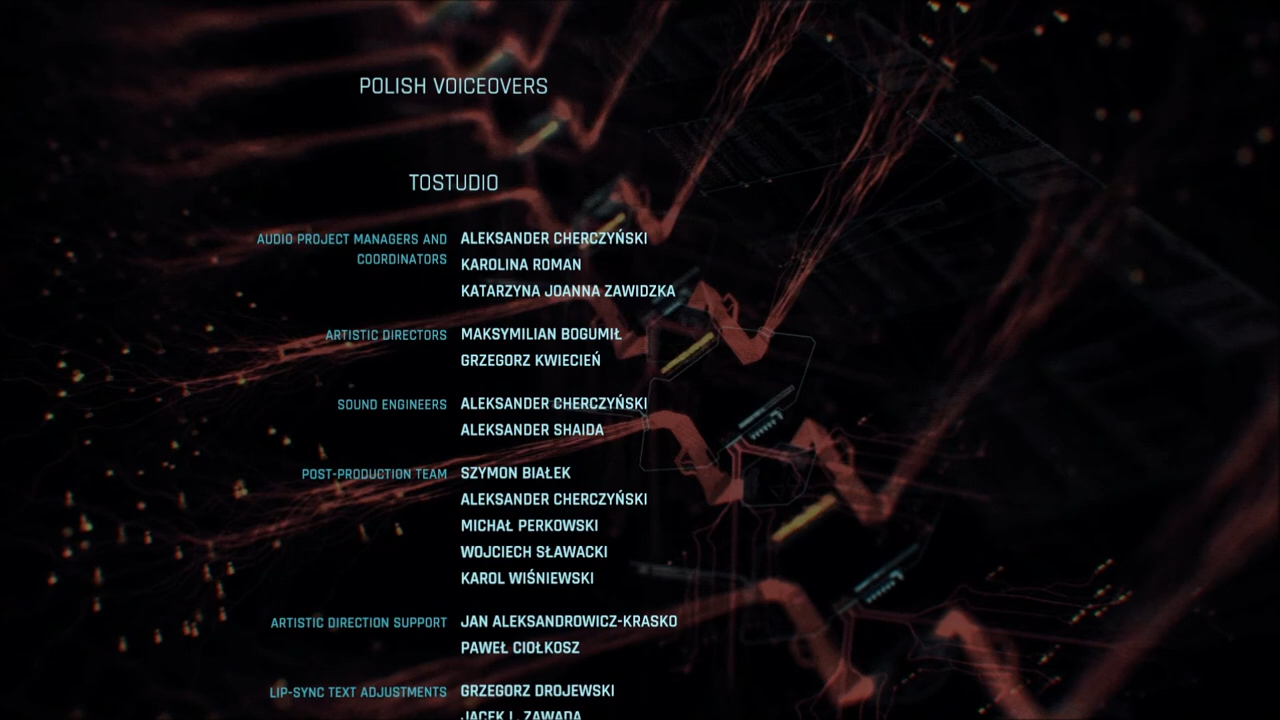 POLISH VOICEOVERS
TOSTUDIO
AUDIO PROJECT MANAGERS AND COORDINATORS
ALEKSANDER CHERCZYŃSKI
KAROLINA ROMAN
KATARZYNA JOANNA ZAWIDZKA
ARTISTIC DIRECTORS
MAKSYMILIAN BOGUMIŁ
GRZEGORZ KWIECIEŃ
SOUND ENGINEERS
ALEKSANDER CHERCZYŃSKI
ALEKSANDER SHAIDA
POST-PRODUCTION TEAM
SZYMON BIAŁEK
ALEKSANDER CHERCZYŃSKI
MICHAŁ PERKOWSKI
WOJCIECH SŁAWACKI
KAROL WIŚNIEWSKI
ARTISTIC DIRECTION SUPPORT
JAN ALEKSANDROWICZ-KRASKO
PAWEŁ CIOŁKOSZ
LIP-SYNC TEXT ADJUSTMENTS
GRZEGORZ DROJEWSKI
JACEK L. ZAWADA